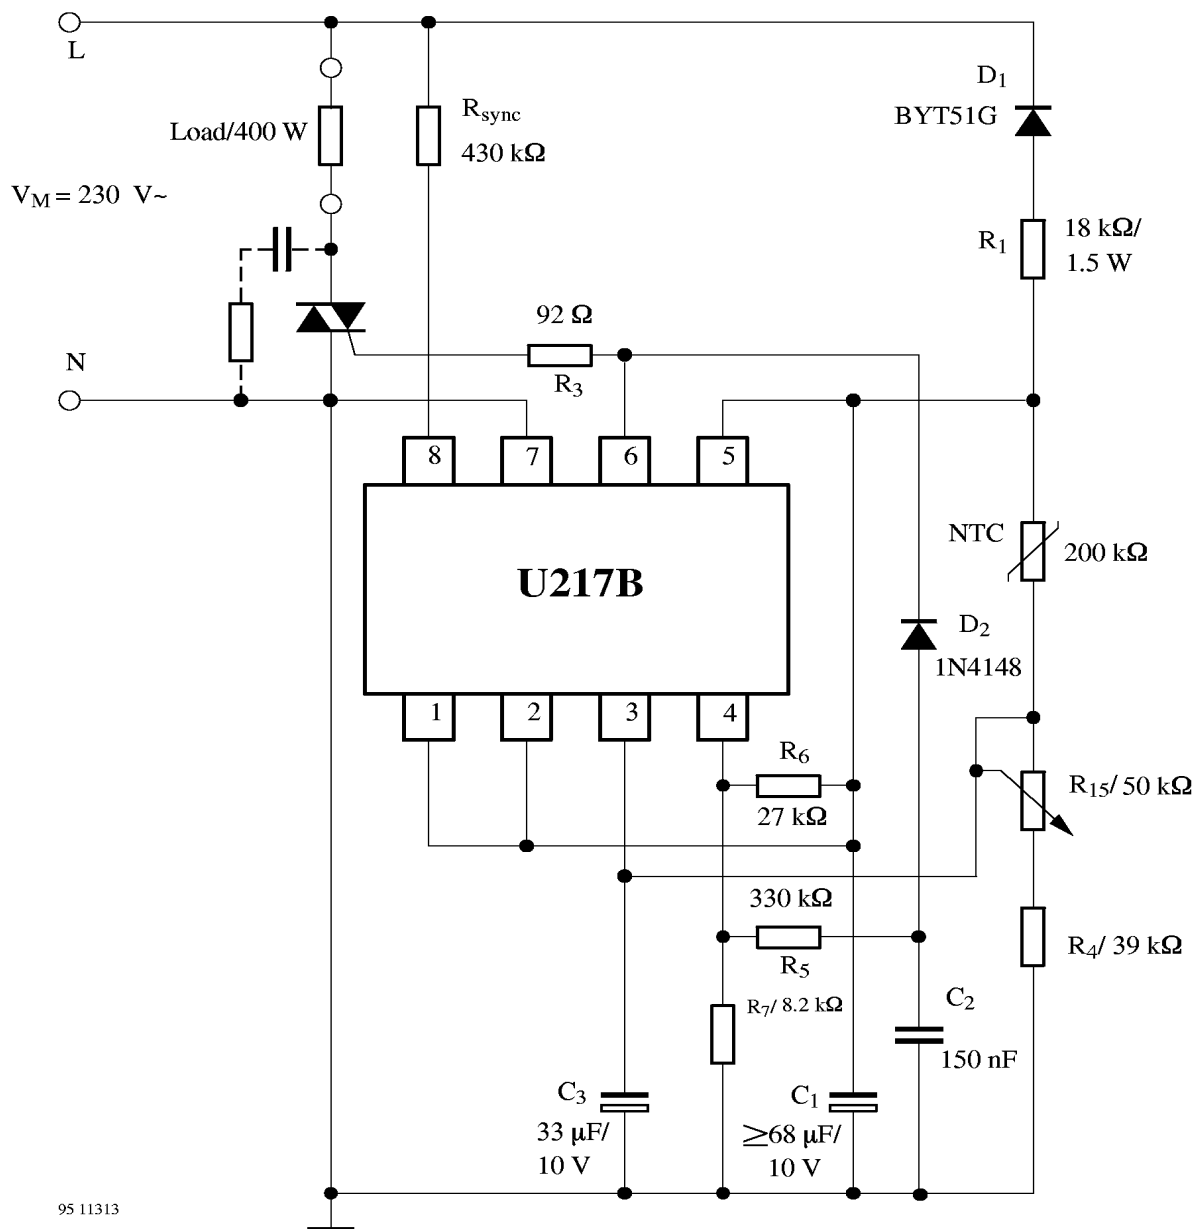 L
D1
BYT51G
Rsync
430 kΩ
Load/400 W
VM = 230 V~
R1
18 kΩ/
1.5 W
92 Ω
R3
N
8
7
6
5
NTC
200 kΩ
U217B
D2
1N4148
1
2
3
4
R6
27 kΩ
R15/ 50 kΩ
330 kΩ
R5
R4/ 39 kΩ
R7/ 8.2 kΩ
C2
150 nF
C3
33 µF/
10 V
C1
≥68 µF/
10 V
95 11313